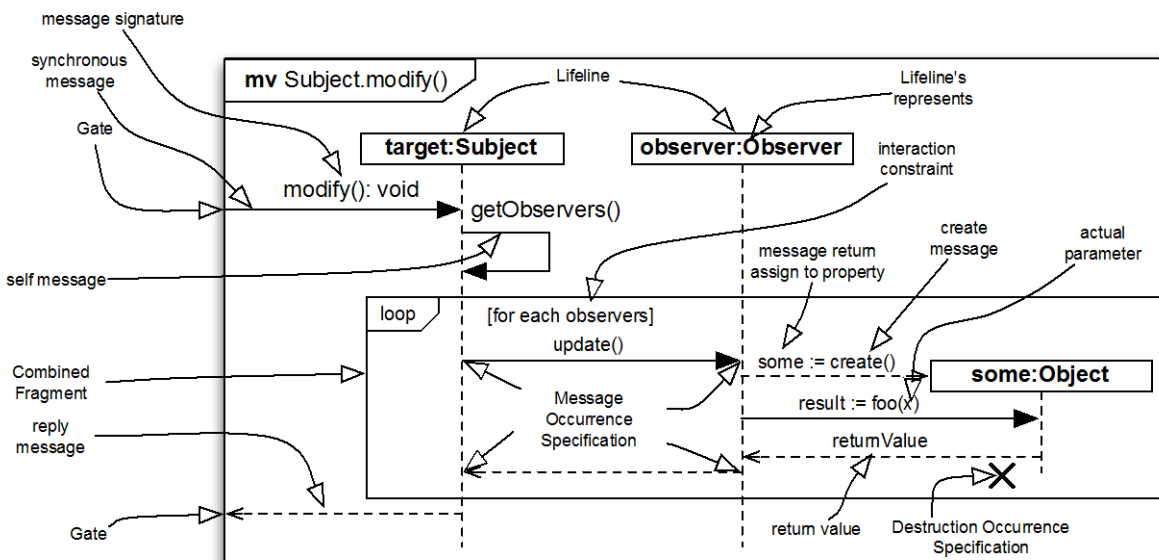 message signature
synchronous
message
Gate
mv Subject.modify()
Lifeline
Lifeline's
represents
target:Subject
observer:Observer
interaction
constraint
modify(): void
getObservers()
create
message
actual
parameter
message return
assign to property
self message
loop
[for each observers]
update()
some := create()
some:Object
Combined
Fragment
Message
Occurrence
Specification
result := foo(x)
reply
message
returnValue
Gate
return value
Destruction Occurrence
Specification